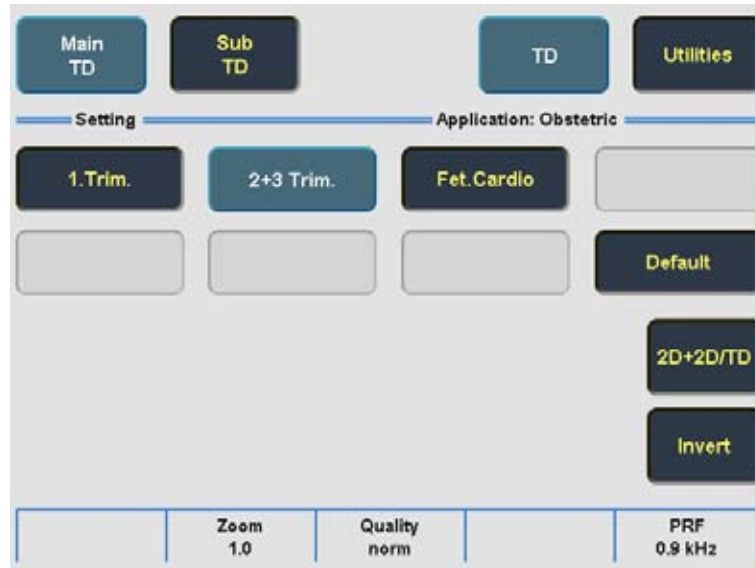 Main
TD
Sub
TD
TD
Utilities
Setting
Application: Obstetric
1.Trim.
2+3 Trim.
Fet.Cardio
Default
2D+2D/TD
Invert
Zoom
1.0
Quality
norm
PRF
0.9 kHz